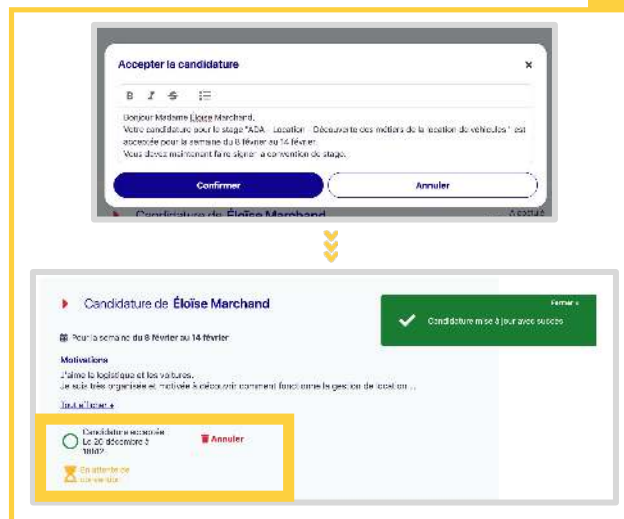 Accepter la candidature ×
B I S
Bonjour Madame Éloïse Marchand,
Votre candidature pour le stage "ADA - Location - Découverte des métiers de la location de véhicules " est
acceptée pour la semaine du 8 février au 14 février.
Vous devez maintenant faire signer la convention de stage.
Confirmer Annuler
Candidature de Éloïse Marchand A postulé
Candidature de Éloïse Marchand
Fermer ×
Candidature mise à jour avec succès
Pour la semaine du 8 février au 14 février
Motivations
J'aime la logistique et les voitures.
Je suis très organisée et motivée à découvrir comment fonctionne la gestion de location ...
Tout afficher +
Candidature acceptée
Le 20 décembre à
Annuler
En attente de
convention